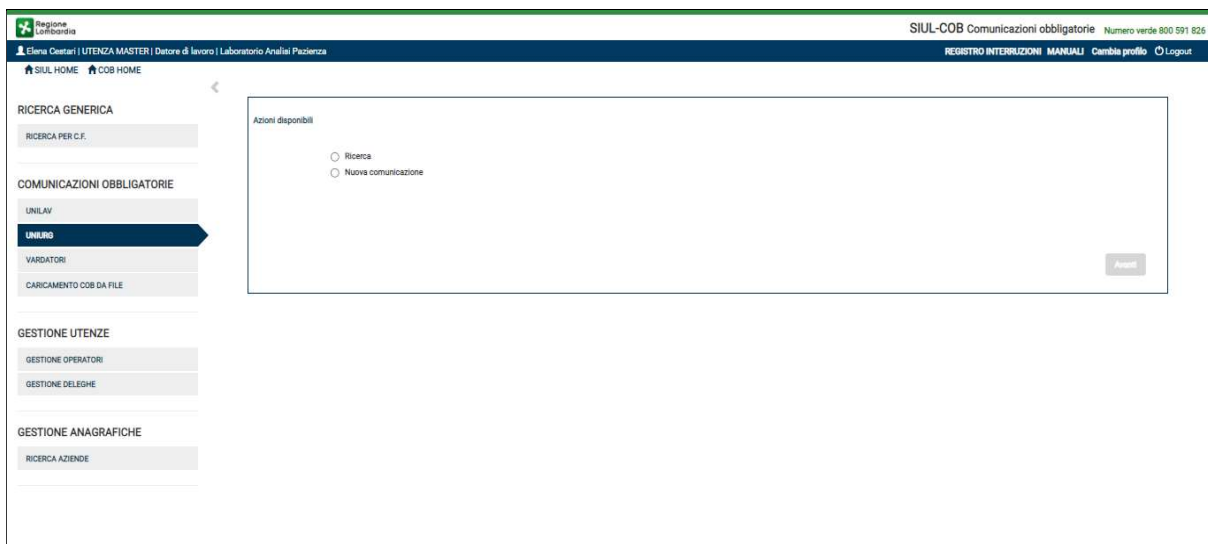 Regione
Lombardia
SIUL-COB Comunicazioni obbligatorie Numero verde 800 591 826
Elena Cestari | UTENZA MASTER | Datore di lavoro | Laboratorio Analisi Pazienza
REGISTRO INTERRUZIONI MANUALI Cambia profilo Logout
SIUL HOME COB HOME
RICERCA GENERICA
RICERCA PER C.F.
COMUNICAZIONI OBBLIGATORIE
UNILAV
UNIURG
VARDATORI
CARICAMENTO COB DA FILE
GESTIONE UTENZE
GESTIONE OPERATORI
GESTIONE DELEGHE
GESTIONE ANAGRAFICHE
RICERCA AZIENDE
Azioni disponibili
Ricerca
Nuova comunicazione
Avanti